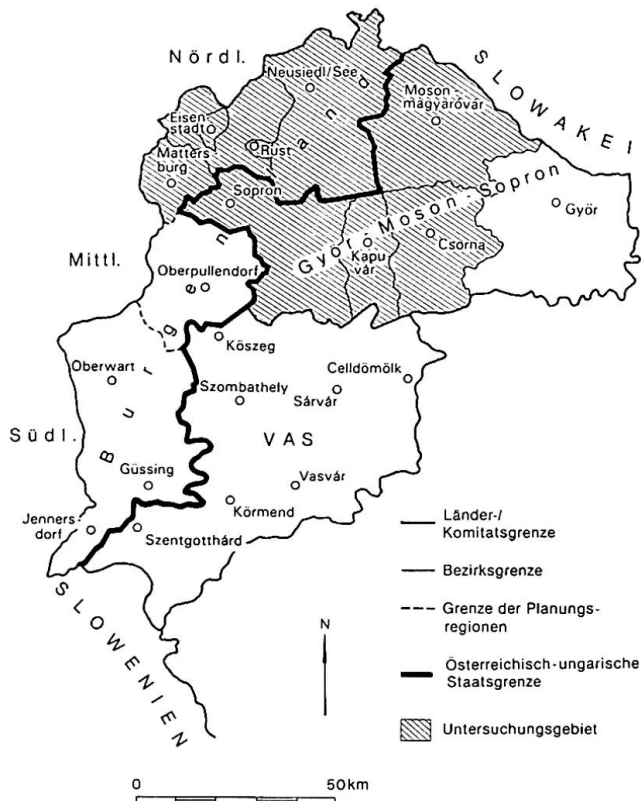 Nördl.
SLOWAKEI
Neusiedl/See
Moson-
magyaróvár
Eisen-
stadt
Rust
Matters-
burg
Sopron
Győr-Moson-Sopron
Győr
Csorna
Kapu
vár
Mittl.
Oberpullendorf
Burgenland
Köszeg
Oberwart
Celldömölk
Szombathely
Sárvár
Südl.
VAS
Güssing
Vasvár
Körmend
Jenners-
dorf
Szentgotthárd
SLOWENIEN
Länder-/
Komitatsgrenze
Bezirksgrenze
Grenze der Planungs-
regionen
N
Österreichisch-ungarische
Staatsgrenze
Untersuchungsgebiet
0 50km